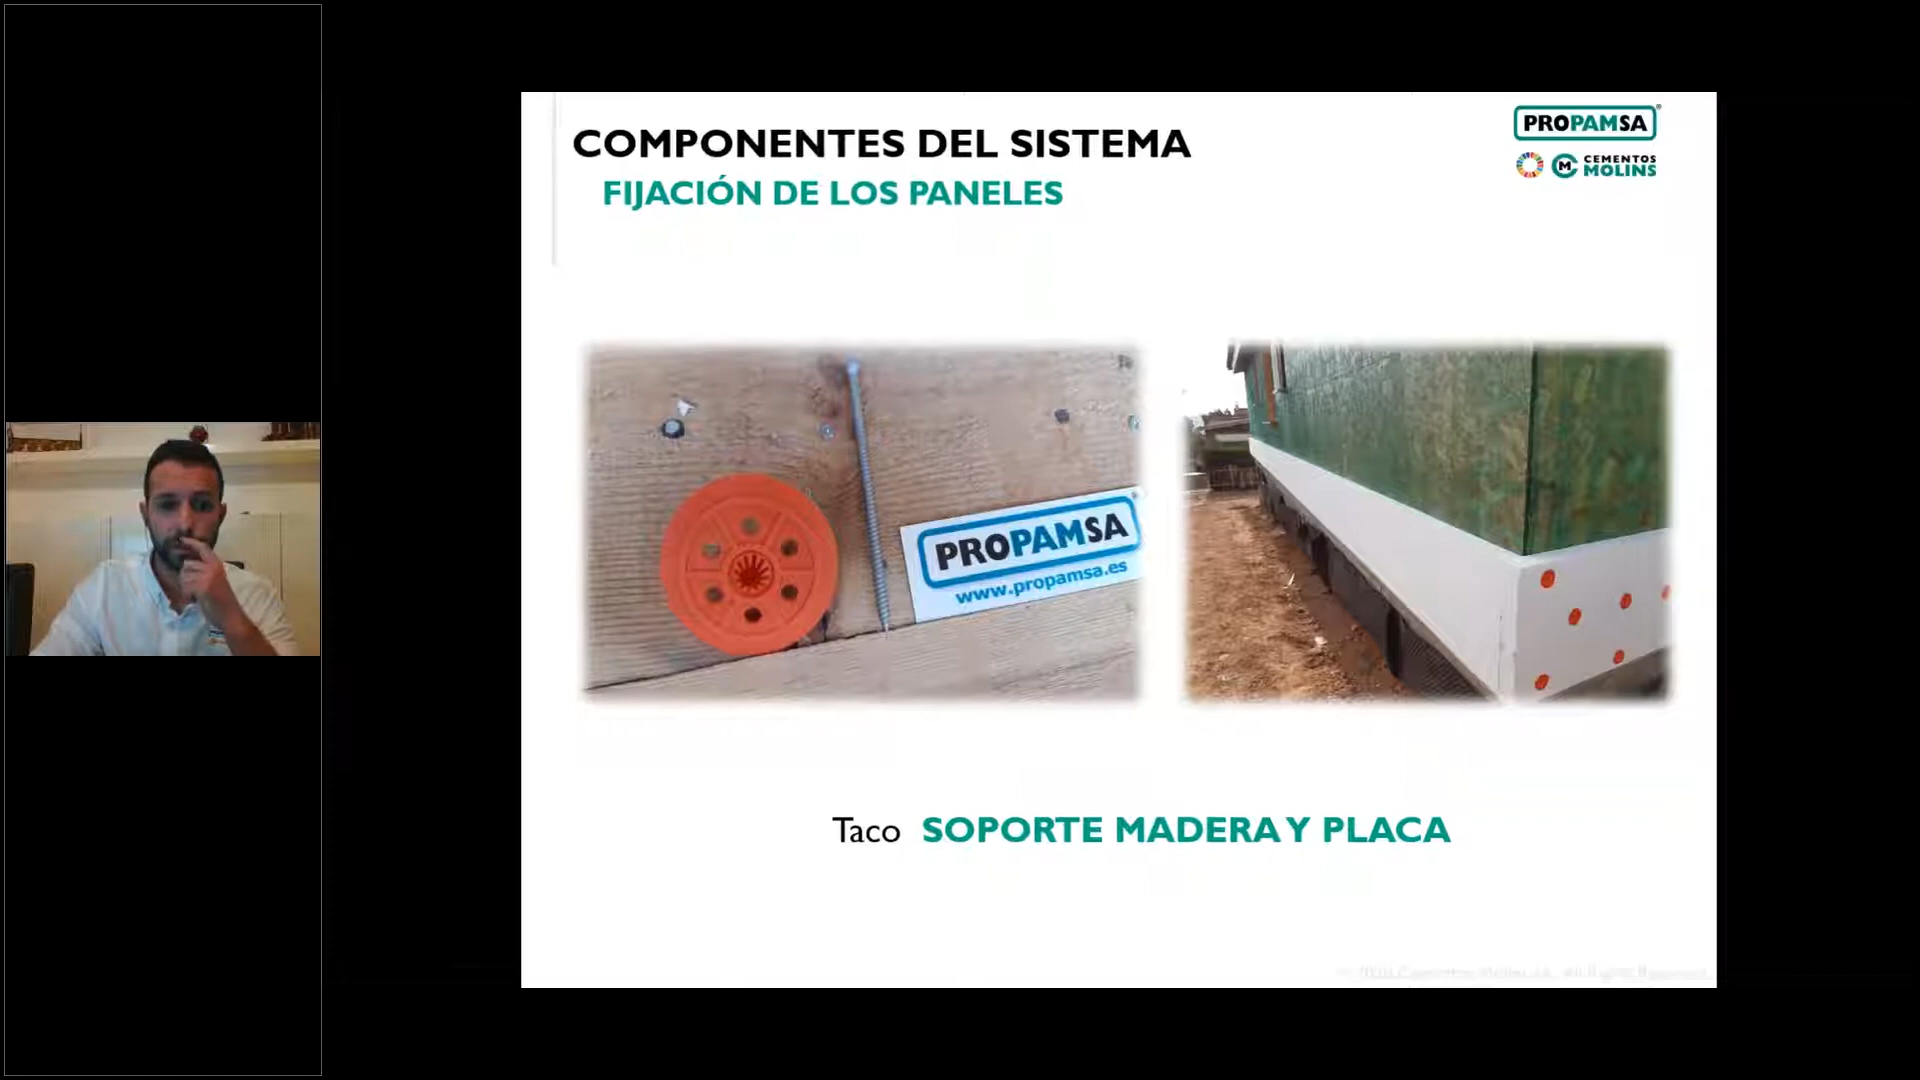 COMPONENTES DEL SISTEMA
FIJACIÓN DE LOS PANELES
PROPAMSA
CEMENTOS
MOLINS
PROPAMSA
www.propamsa.es
Taco SOPORTE MADERA Y PLACA